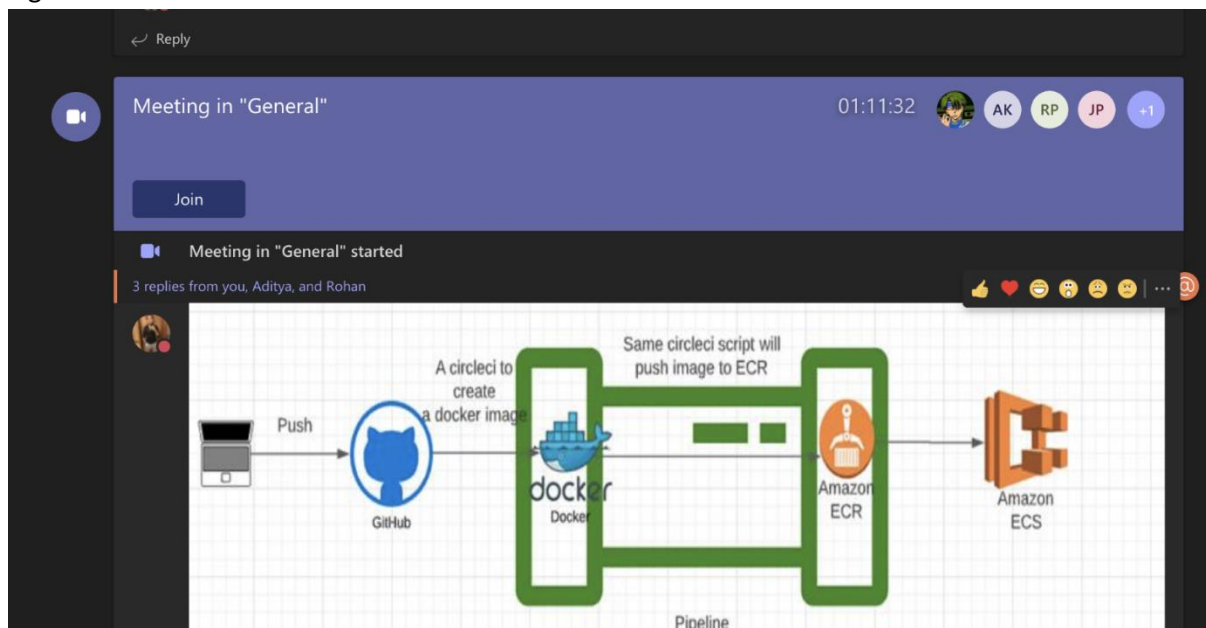 Reply
Meeting in "General"
01:11:32
AK
RP
JP
+1
Join
Meeting in "General" started
3 replies from you, Aditya, and Rohan
@
Same circleci script will
push image to ECR
A circleci to
create
a docker image
Push
GitHub
docker
Docker
Amazon
ECR
Amazon
ECS
Pipeline